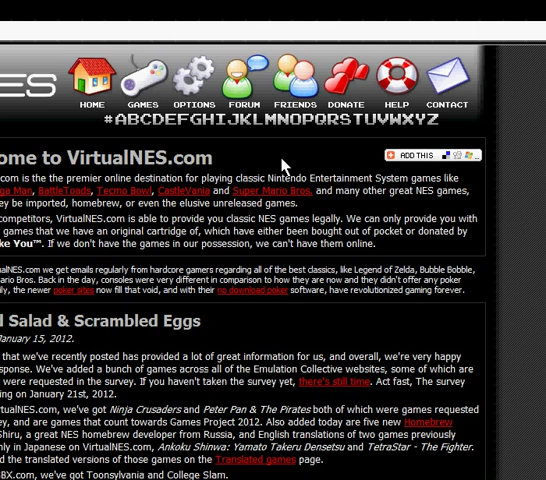 ES
HOME GAMES OPTIONS FORUM FRIENDS DONATE HELP CONTACT
#ABCDEFGHIJKLMNOPQRSTUVWXYZ
ome to VirtualNES.com
ADD THIS
com is the the premier online destination for playing classic Nintendo Entertainment System games like
ga Man, BattleToads, Tecmo Bowl, CastleVania and Super Mario Bros. and many other great NES games,
ey be imported, homebrew, or even the elusive unreleased games.
competitors, VirtualNES.com is able to provide you classic NES games legally. We can only provide you with
games that we have an original cartridge of, which have either been bought out of pocket or donated by
ke You™. If we don't have the games in our possession, we can't have them online.
alNES.com we get emails regularly from hardcore gamers regarding all of the best classics, like Legend of Zelda, Bubble Bobble,
ario Bros. Back in the day, consoles were very different in comparison to how they are now and they didn't offer any poker
ily, the newer poker sites now fill that void, and with their no download poker software, have revolutionized gaming forever.
l Salad & Scrambled Eggs
January 15, 2012.
that we've recently posted has provided a lot of great information for us, and overall, we're very happy
sponse. We've added a bunch of games across all of the Emulation Collective websites, some of which are
were requested in the survey. If you haven't taken the survey yet, there's still time. Act fast, The survey
ing on January 21st, 2012.
rtualNES.com, we've got Ninja Crusaders and Peter Pan & The Pirates both of which were games requested
ey, and are games that count towards Games Project 2012. Also added today are five new Homebrew
Shiru, a great NES homebrew developer from Russia, and English translations of two games previously
nly in Japanese on VirtualNES.com, Ankoku Shinwa: Yamato Takeru Densetsu and TetraStar - The Fighter.
d the translated versions of those games on the Translated games page.
BX.com, we've got Toonsylvania and College Slam.